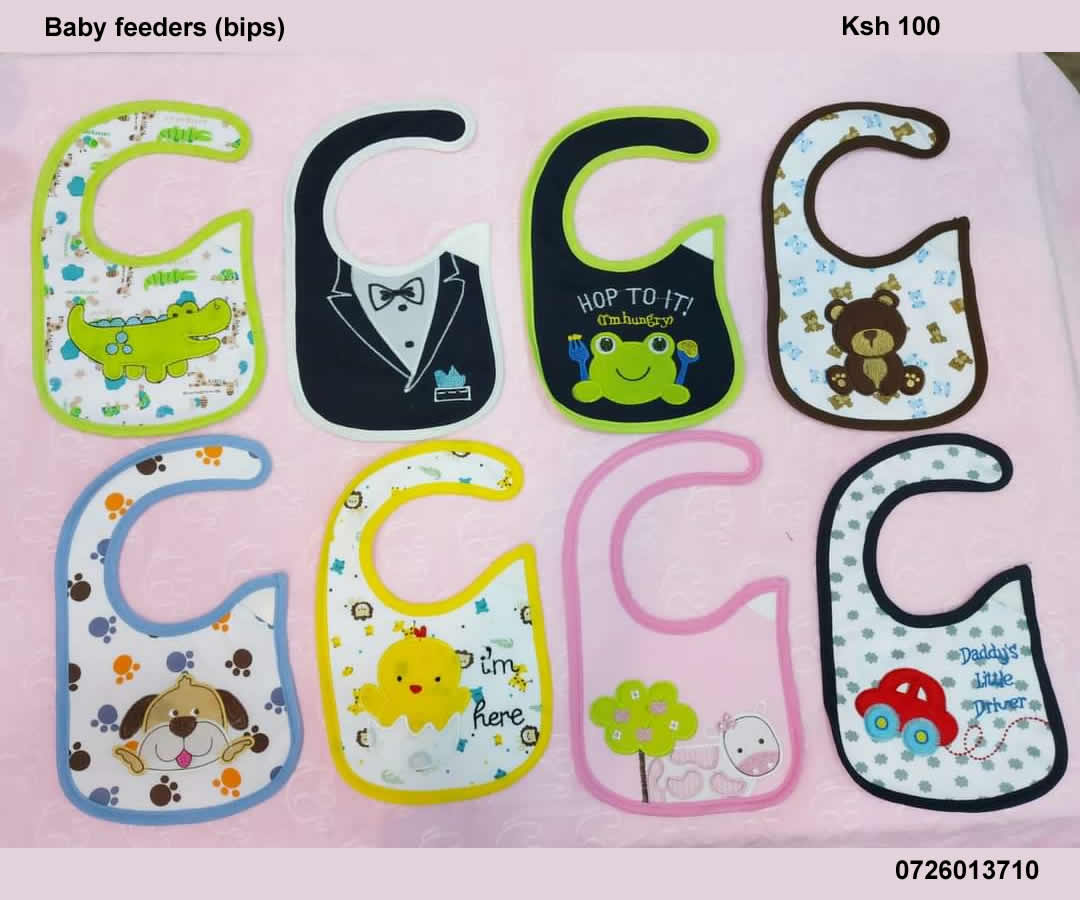 Baby feeders (bips)
Ksh 100
HOP TO IT!
(I'm hungry)
i'm
here
Daddy's
Little
Driver
0726013710